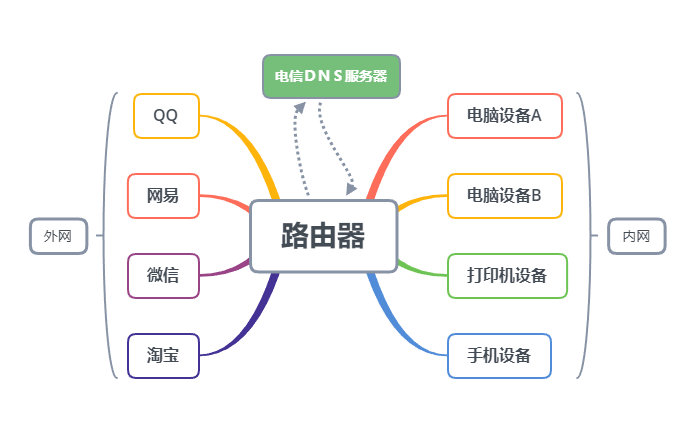 电信DNS服务器
QQ
电脑设备A
网易
电脑设备B
外网
路由器
内网
微信
打印机设备
淘宝
手机设备